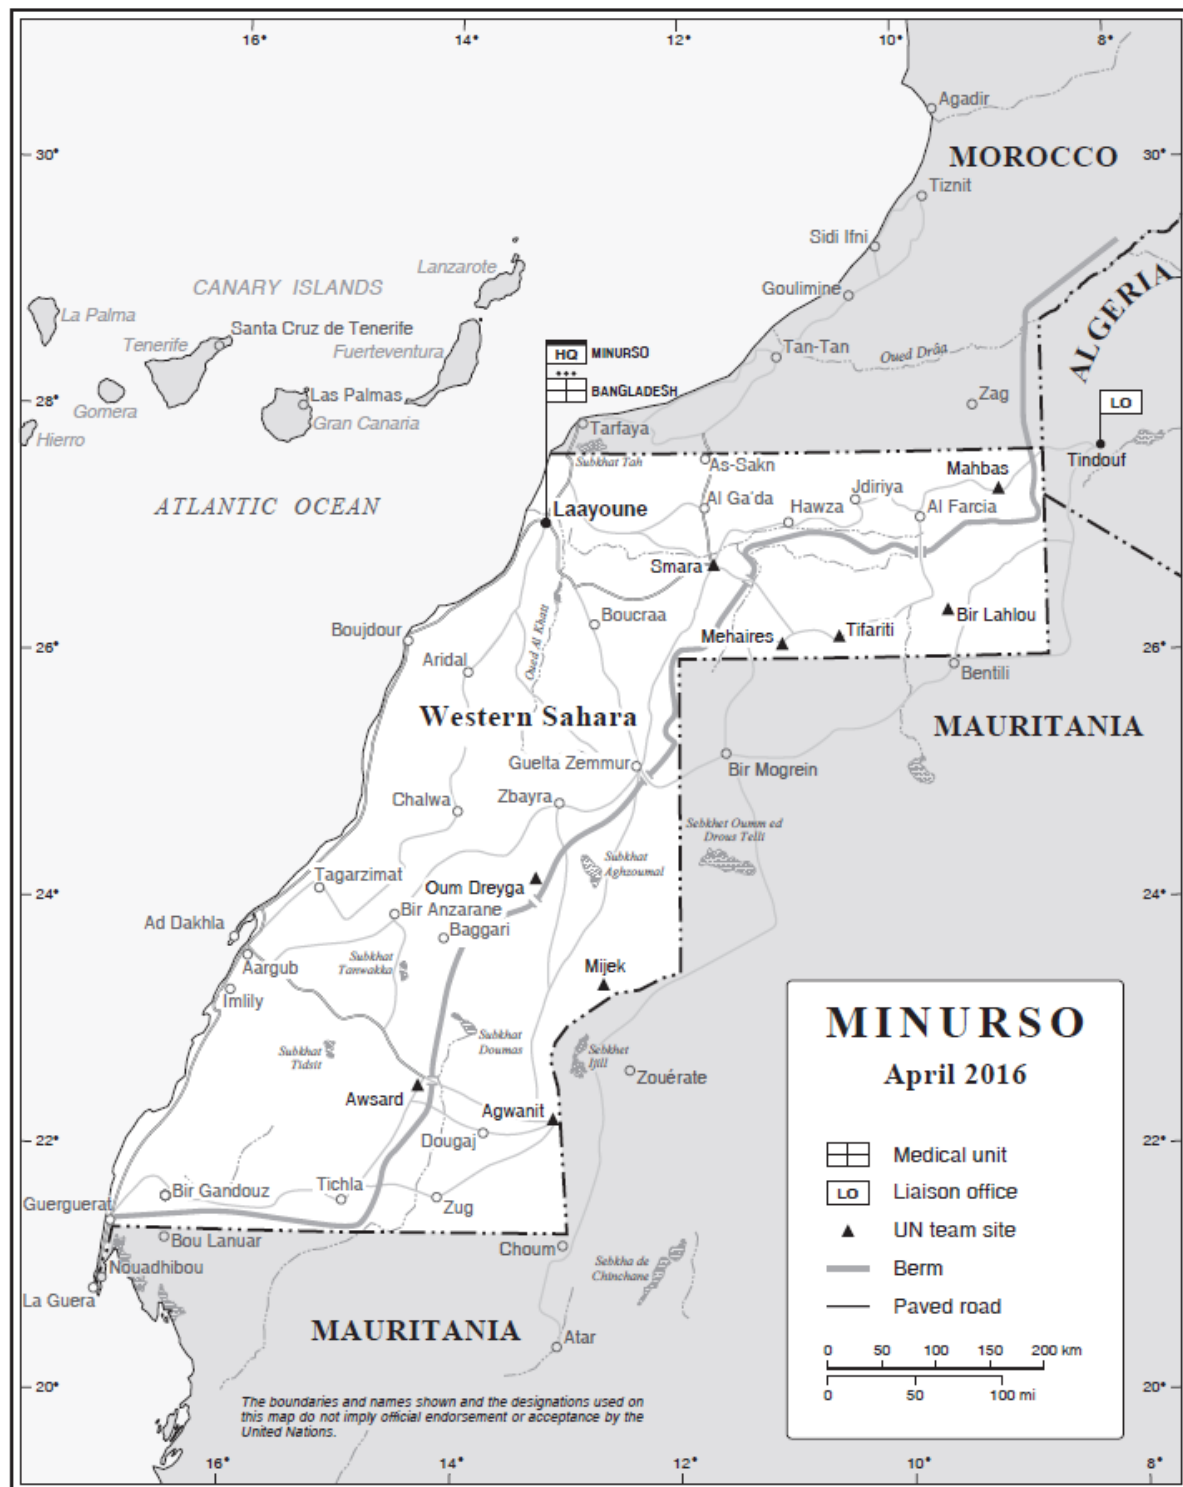 16°
14°
12°
10°
8°
Agadir
30°
MOROCCO
30°
Tiznit
Sidi Ifni
Lanzarote
CANARY ISLANDS
Goulimine
ALGERIA
La Palma
Santa Cruz de Tenerife
Tenerife
Fuerteventura
HQ
MINURSO
Tan-Tan
Oued Drâa
BANGLADESH
28°
Las Palmas
Zag
LO
Gomera
Gran Canaria
Hierro
Tarfaya
Subkhat Tah
As-Sakn
Mahbas
Tindouf
ATLANTIC OCEAN
Al Ga'da
Jdiriya
Laayoune
Hawza
Al Farcia
Smara
Boucraa
Bir Lahlou
Boujdour
Oued Al Khatt
Mehaires
Tifariti
26°
26°
Aridal
Bentili
Western Sahara
MAURITANIA
Guelta Zemmur
Bir Mogrein
Chalwa
Zbayra
Sebkhet Oumm ed
Drous Telli
Subkhat
Aghzoumal
Tagarzimat
Oum Dreyga
24°
24°
Bir Anzarane
Ad Dakhla
Baggari
Aargub
Subkhat
Tanwakka
Mijek
Imlily
Subkhat
Tidsit
Subkhat
Doumas
Sebkhet
Ijill
Zouérate
Awsard
Agwanit
Dougaj
22°
22°
Bir Gandouz
Tichla
Zug
Guerguerat
Bou Lanuar
Choum
Nouadhibou
Sebkha de
Chinchane
La Guera
MAURITANIA
Atar
20°
20°
The boundaries and names shown and the designations used on
this map do not imply official endorsement or acceptance by the
United Nations.
MINURSO
April 2016
Medical unit
LO
Liaison office
UN team site
Berm
Paved road
0
50
100
150
200 km
0
50
100 mi
16°
14°
12°
10°
8°